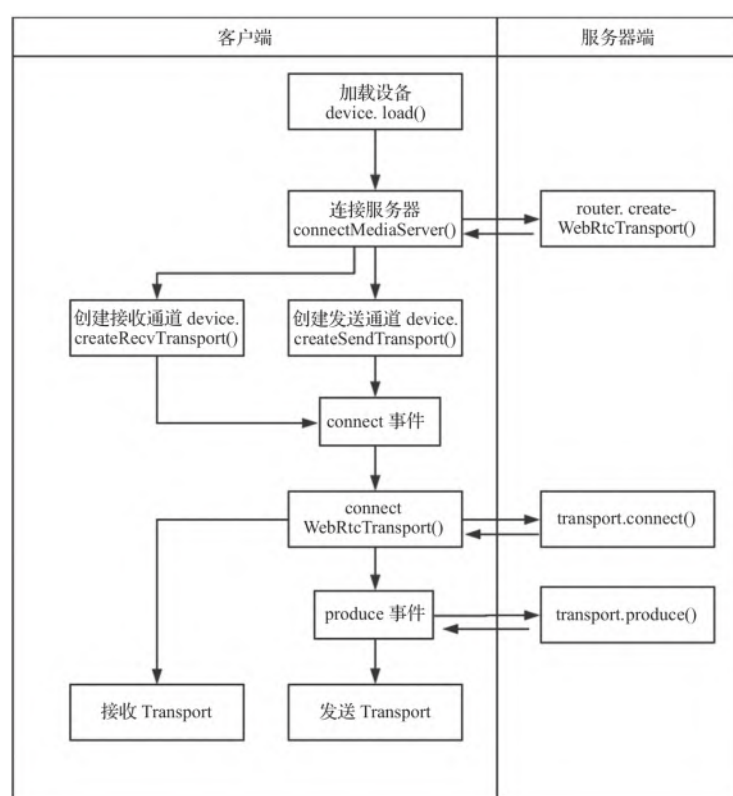 客户端
服务器端
加载设备
device. load()
连接服务器
connectMediaServer()
router. create-
WebRtcTransport()
创建接收通道 device.
createRecvTransport()
创建发送通道 device.
createSendTransport()
connect 事件
connect
WebRtcTransport()
transport.connect()
produce 事件
transport.produce()
接收 Transport
发送 Transport